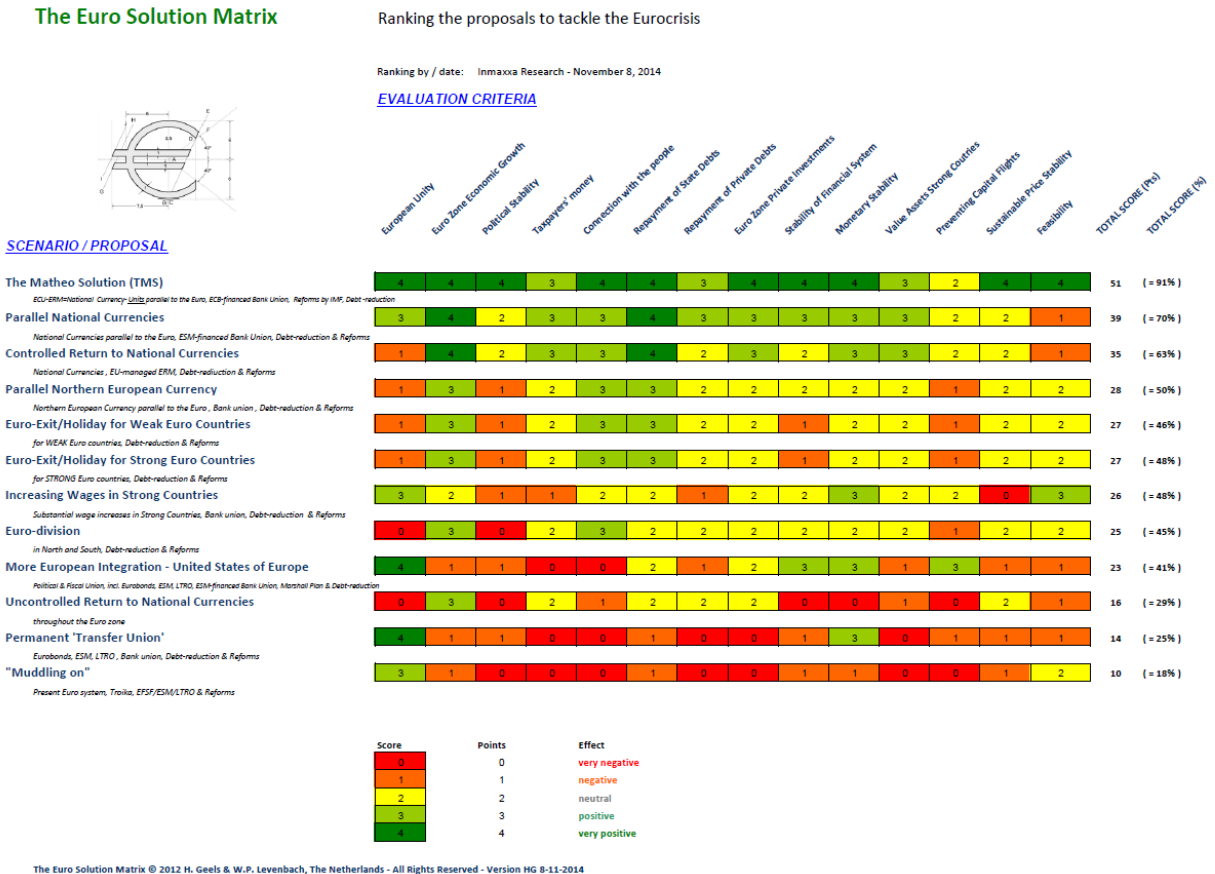 The Euro Solution Matrix
Ranking the proposals to tackle the Eurocrisis
Ranking by / date: Inmaxxa Research - November 8, 2014
EVALUATION CRITERIA
European Unity
Euro Zone Economic Growth
Political Stability
Taxpayers' money
Connection with the people
Repayment of State Debts
Repayment of Private Debts
Euro Zone Private Investments
Stability of Financial System
Monetary Stability
Value Assets Strong Coutries
Preventing Capital Flights
Sustainable Price Stability
Feasibility
TOTAL SCORE (Pts)
TOTAL SCORE (%)
SCENARIO / PROPOSAL
The Matheo Solution (TMS) 4 4 4 3 4 4 3 4 4 4 3 2 4 4 51 ( = 91% )
ECU-ERM=National Currency-Units parallel to the Euro, ECB-financed Bank Union, Reforms by IMF, Debt-reduction
Parallel National Currencies 3 4 2 3 3 4 3 3 3 3 3 2 2 1 39 ( = 70% )
National Currencies parallel to the Euro, ESM-financed Bank Union, Debt-reduction & Reforms
Controlled Return to National Currencies 1 4 2 3 3 4 2 3 2 3 3 2 2 1 35 ( = 63% )
National Currencies , EU-managed ERM, Debt-reduction & Reforms
Parallel Northern European Currency 1 3 1 2 3 3 2 2 2 2 2 1 2 2 28 ( = 50% )
Northern European Currency parallel to the Euro , Bank union , Debt-reduction & Reforms
Euro-Exit/Holiday for Weak Euro Countries 1 3 1 2 3 3 2 2 1 2 2 1 2 2 27 ( = 46% )
for WEAK Euro countries, Debt-reduction & Reforms
Euro-Exit/Holiday for Strong Euro Countries 1 3 1 2 3 3 2 2 1 2 2 1 2 2 27 ( = 48% )
for STRONG Euro countries, Debt-reduction & Reforms
Increasing Wages in Strong Countries 3 2 1 1 2 2 1 2 2 3 2 2 0 3 26 ( = 48% )
Substantial wage increases in Strong Countries, Bank union, Debt-reduction & Reforms
Euro-division 0 3 0 2 3 2 2 2 2 2 2 1 2 2 25 ( = 45% )
in North and South, Debt-reduction & Reforms
More European Integration - United States of Europe 4 1 1 0 0 2 1 2 3 3 1 3 1 1 23 ( = 41% )
Political & Fiscal Union, incl. Eurobonds, ESM, LTRO, ESM-financed Bank Union, Marshall Plan & Debt-reduction
Uncontrolled Return to National Currencies 0 3 0 2 1 2 2 2 0 0 1 0 2 1 16 ( = 29% )
throughout the Euro zone
Permanent 'Transfer Union' 4 1 1 0 0 1 0 0 1 3 0 1 1 1 14 ( = 25% )
Eurobonds, ESM, LTRO , Bank union, Debt-reduction & Reforms
"Muddling on" 3 1 0 0 0 1 0 0 1 1 0 0 1 2 10 ( = 18% )
Present Euro system, Troika, EFSF/ESM/LTRO & Reforms
Score Points Effect
0 0 very negative
1 1 negative
2 2 neutral
3 3 positive
4 4 very positive
The Euro Solution Matrix © 2012 H. Geels & W.P. Levenbach, The Netherlands - All Rights Reserved - Version HG 8-11-2014